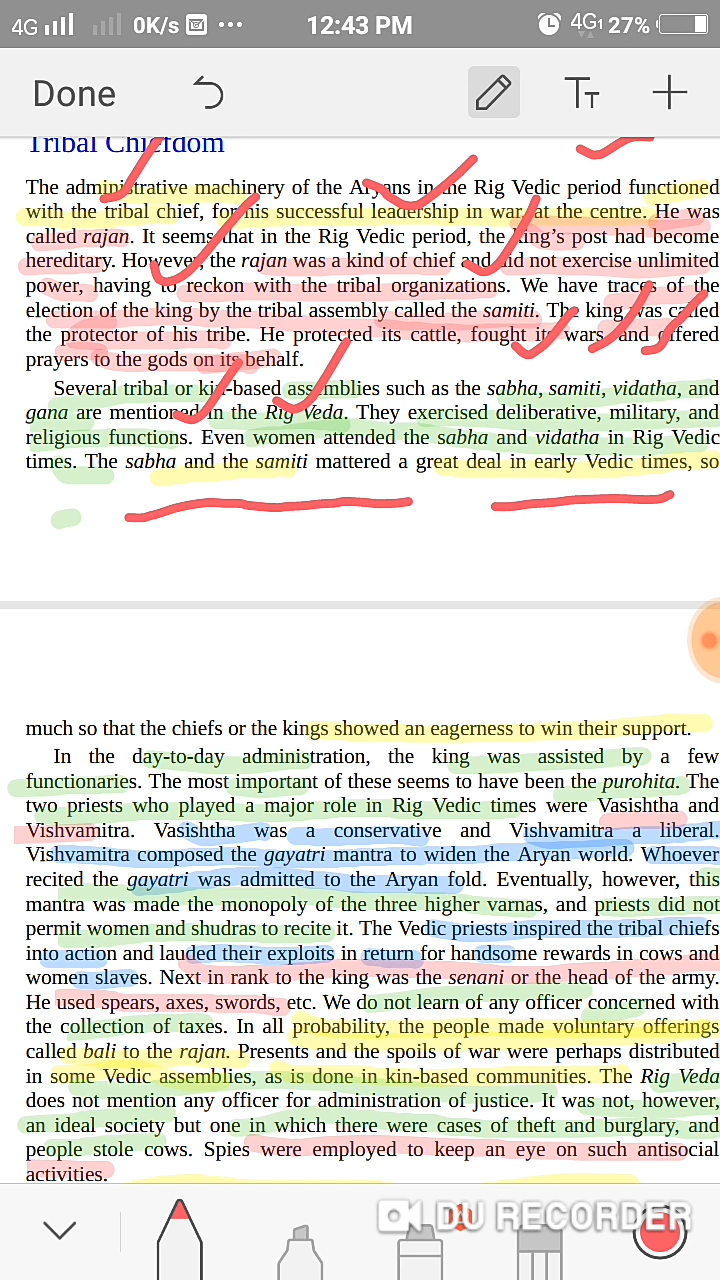 4G 0K/s 12:43 PM 4G1 27%
Done TT
Tribal Chiefdom
The administrative machinery of the Aryans in the Rig Vedic period functioned
with the tribal chief, for his successful leadership in war, at the centre. He was
called rajan. It seems that in the Rig Vedic period, the king's post had become
hereditary. However, the rajan was a kind of chief and did not exercise unlimited
power, having to reckon with the tribal organizations. We have traces of the
election of the king by the tribal assembly called the samiti. The king was called
the protector of his tribe. He protected its cattle, fought its wars, and offered
prayers to the gods on its behalf.
Several tribal or kin-based assemblies such as the sabha, samiti, vidatha, and
gana are mentioned in the Rig Veda. They exercised deliberative, military, and
religious functions. Even women attended the sabha and vidatha in Rig Vedic
times. The sabha and the samiti mattered a great deal in early Vedic times, so
much so that the chiefs or the kings showed an eagerness to win their support.
In the day-to-day administration, the king was assisted by a few
functionaries. The most important of these seems to have been the purohita. The
two priests who played a major role in Rig Vedic times were Vasishtha and
Vishvamitra. Vasishtha was a conservative and Vishvamitra a liberal.
Vishvamitra composed the gayatri mantra to widen the Aryan world. Whoever
recited the gayatri was admitted to the Aryan fold. Eventually, however, this
mantra was made the monopoly of the three higher varnas, and priests did not
permit women and shudras to recite it. The Vedic priests inspired the tribal chiefs
into action and lauded their exploits in return for handsome rewards in cows and
women slaves. Next in rank to the king was the senani or the head of the army.
He used spears, axes, swords, etc. We do not learn of any officer concerned with
the collection of taxes. In all probability, the people made voluntary offerings
called bali to the rajan. Presents and the spoils of war were perhaps distributed
in some Vedic assemblies, as is done in kin-based communities. The Rig Veda
does not mention any officer for administration of justice. It was not, however,
an ideal society but one in which there were cases of theft and burglary, and
people stole cows. Spies were employed to keep an eye on such antisocial
activities.
DU RECORDER